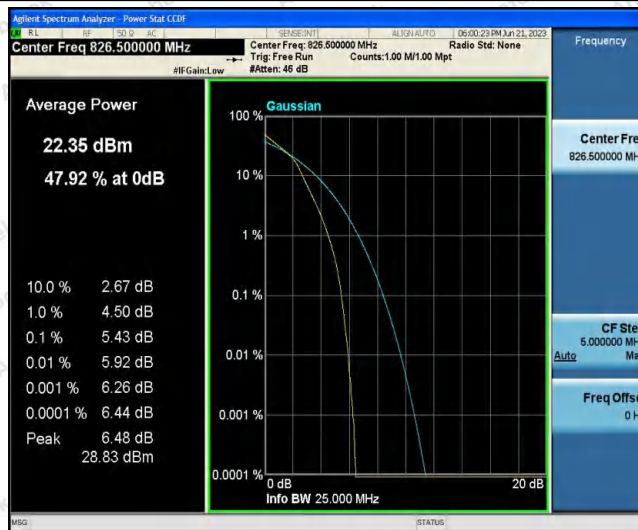 Agilent Spectrum Analyzer - Power Stat CCDF
RL RF 50 Ω AC SENSE:INT ALIGN AUTO 06:00:23 PM Jun 21, 2023
Center Freq 826.500000 MHz
Center Freq: 826.500000 MHz Radio Std: None
Trig: Free Run Counts:1.00 M/1.00 Mpt
#IFGain:Low #Atten: 46 dB
Frequency
Average Power
22.35 dBm
47.92 % at 0dB
10.0 % 2.67 dB
1.0 % 4.50 dB
0.1 % 5.43 dB
0.01 % 5.92 dB
0.001 % 6.26 dB
0.0001 % 6.44 dB
Peak 6.48 dB
28.83 dBm
Gaussian
100 %
10 %
1 %
0.1 %
0.01 %
0.001 %
0.0001 %
0 dB 20 dB
Info BW 25.000 MHz
Center Fre
826.500000 MH
CF Ste
5.000000 MH
Auto Ma
Freq Offse
0 H
MSG STATUS